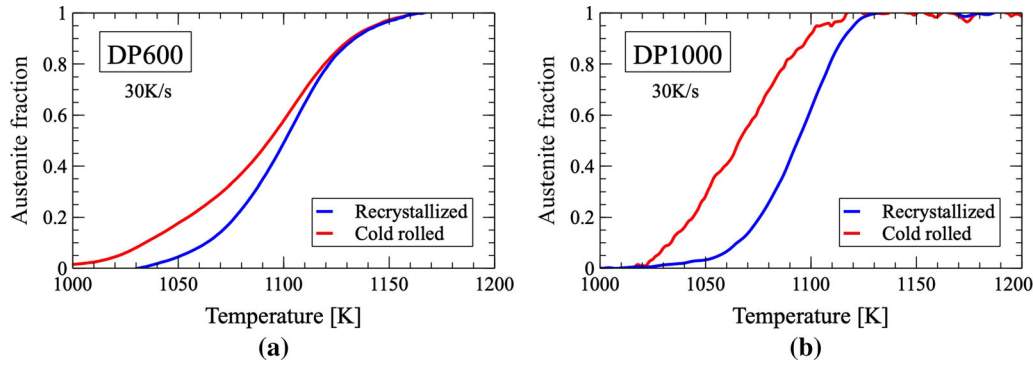 DP600
30K/s
Austenite fraction
1
0.8
0.6
0.4
0.2
0
Recrystallized
Cold rolled
1000
1050
1100
1150
1200
Temperature [K]
(a)
DP1000
30K/s
Austenite fraction
1
0.8
0.6
0.4
0.2
0
Recrystallized
Cold rolled
1000
1050
1100
1150
1200
Temperature [K]
(b)